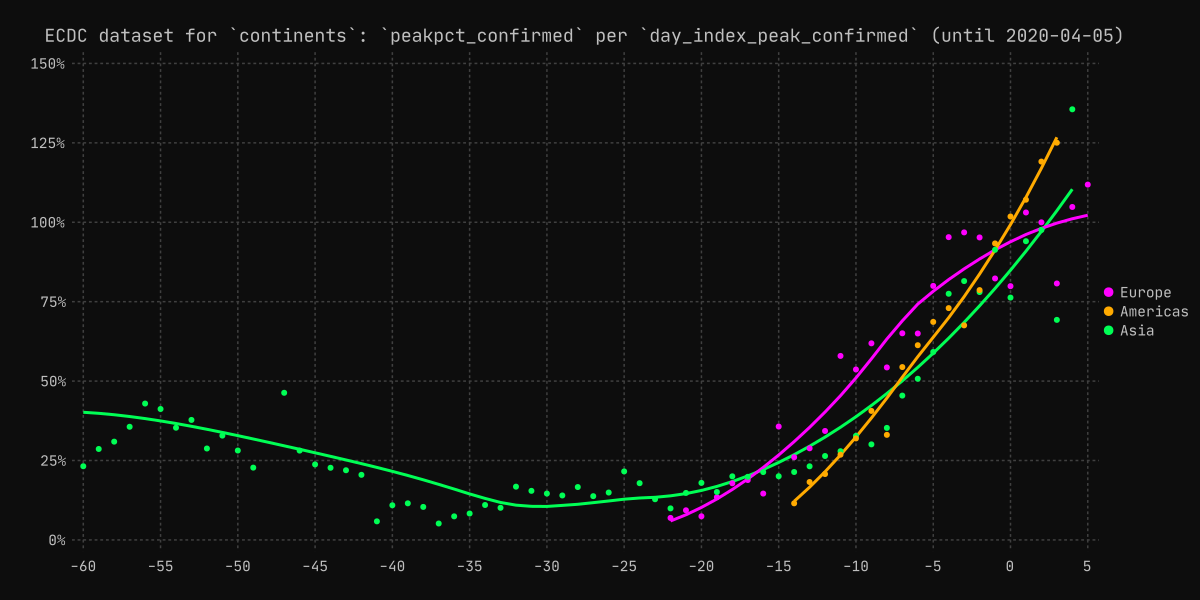 ECDC dataset for `continents`: `peakpct_confirmed` per `day_index_peak_confirmed` (until 2020-04-05)
150%
125%
100%
75%
50%
25%
0%
-60 -55 -50 -45 -40 -35 -30 -25 -20 -15 -10 -5 0 5
Europe
Americas
Asia